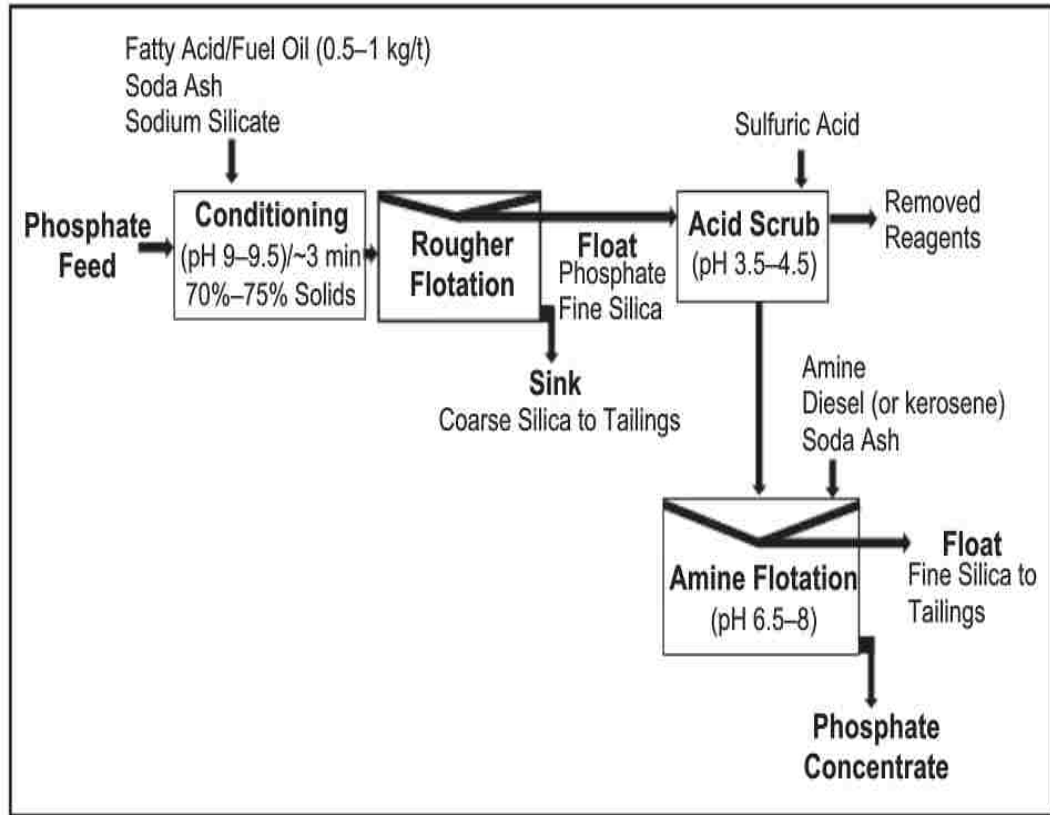 Fatty Acid/Fuel Oil (0.5–1 kg/t)
Soda Ash
Sodium Silicate
Phosphate
Feed
Conditioning
(pH 9–9.5)/~3 min
70%–75% Solids
Rougher
Flotation
Float
Phosphate
Fine Silica
Sink
Coarse Silica to Tailings
Sulfuric Acid
Acid Scrub
(pH 3.5–4.5)
Removed
Reagents
Amine
Diesel (or kerosene)
Soda Ash
Amine Flotation
(pH 6.5–8)
Float
Fine Silica to
Tailings
Phosphate
Concentrate